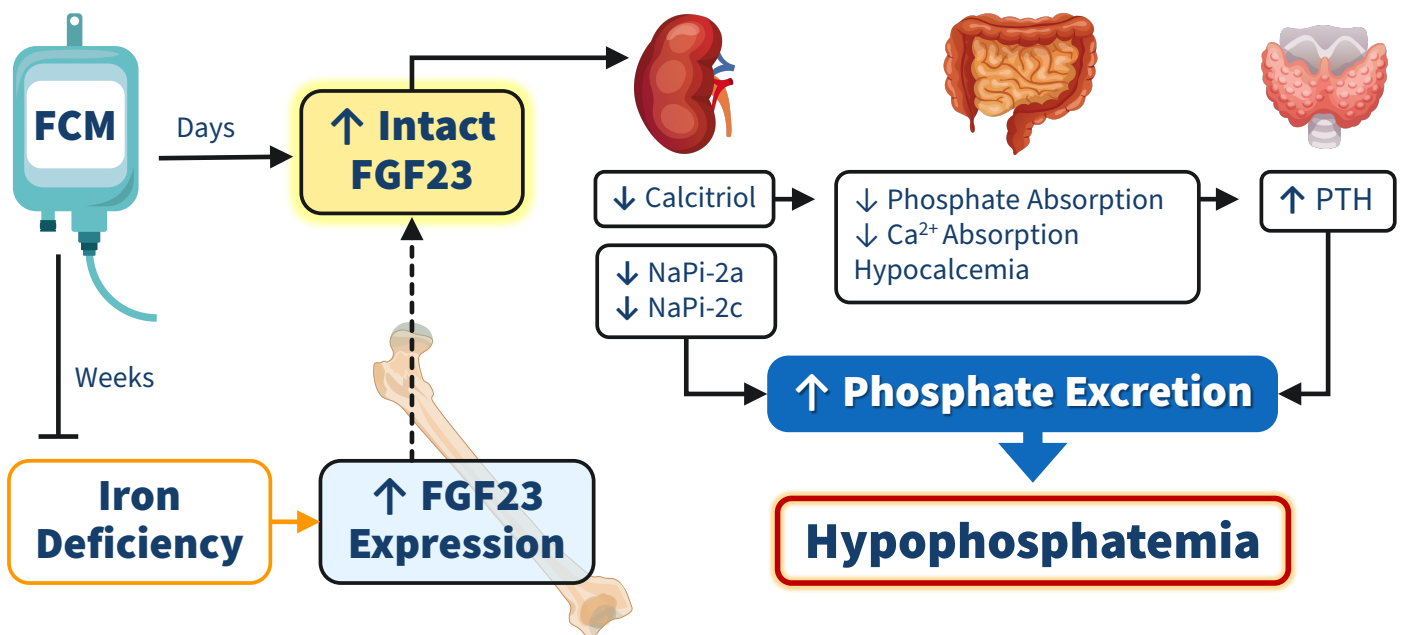 FCM
Days
↑ Intact
FGF23
Weeks
Iron
Deficiency
↑ FGF23
Expression
↓ Calcitriol
↓ NaPi-2a
↓ NaPi-2c
↓ Phosphate Absorption
↓ Ca²⁺ Absorption
Hypocalcemia
↑ PTH
↑ Phosphate Excretion
Hypophosphatemia